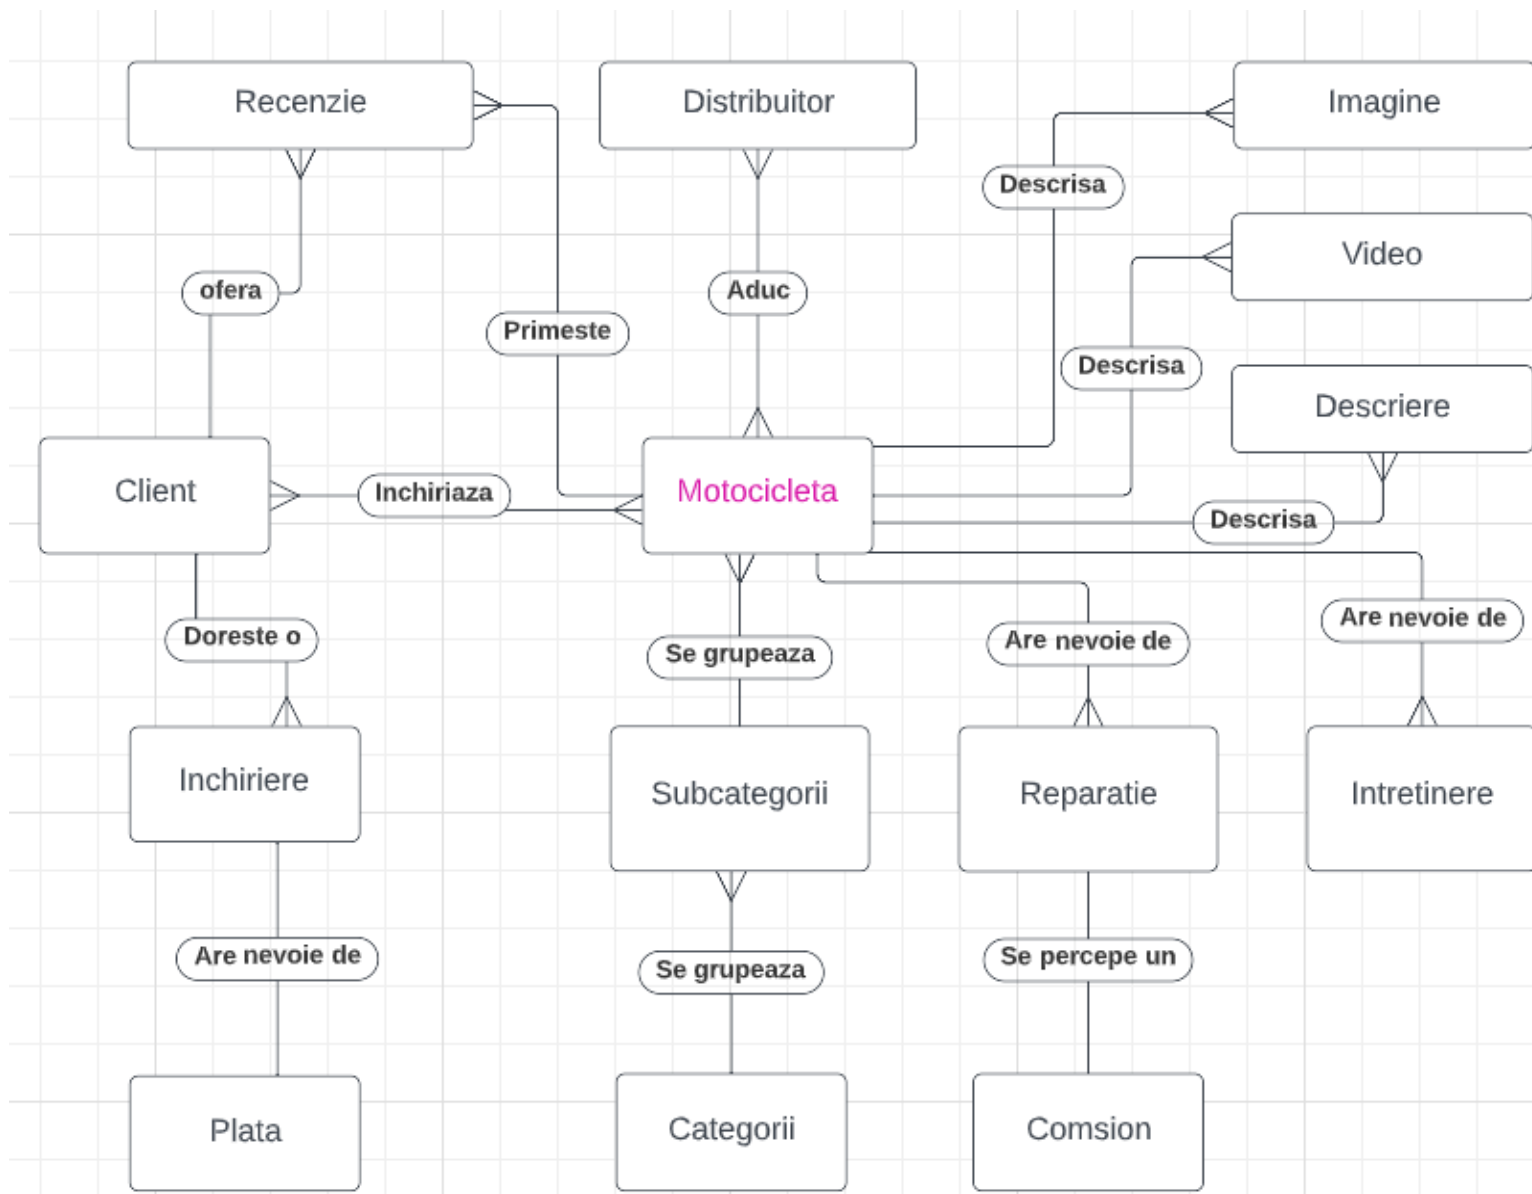 Recenzie
Distribuitor
Imagine
Descrisa
Video
ofera
Aduc
Primeste
Descrisa
Descriere
Client
Inchiriaza
Motocicleta
Descrisa
Doreste o
Se grupeaza
Are nevoie de
Are nevoie de
Inchiriere
Subcategorii
Reparatie
Intretinere
Are nevoie de
Se grupeaza
Se percepe un
Plata
Categorii
Comsion